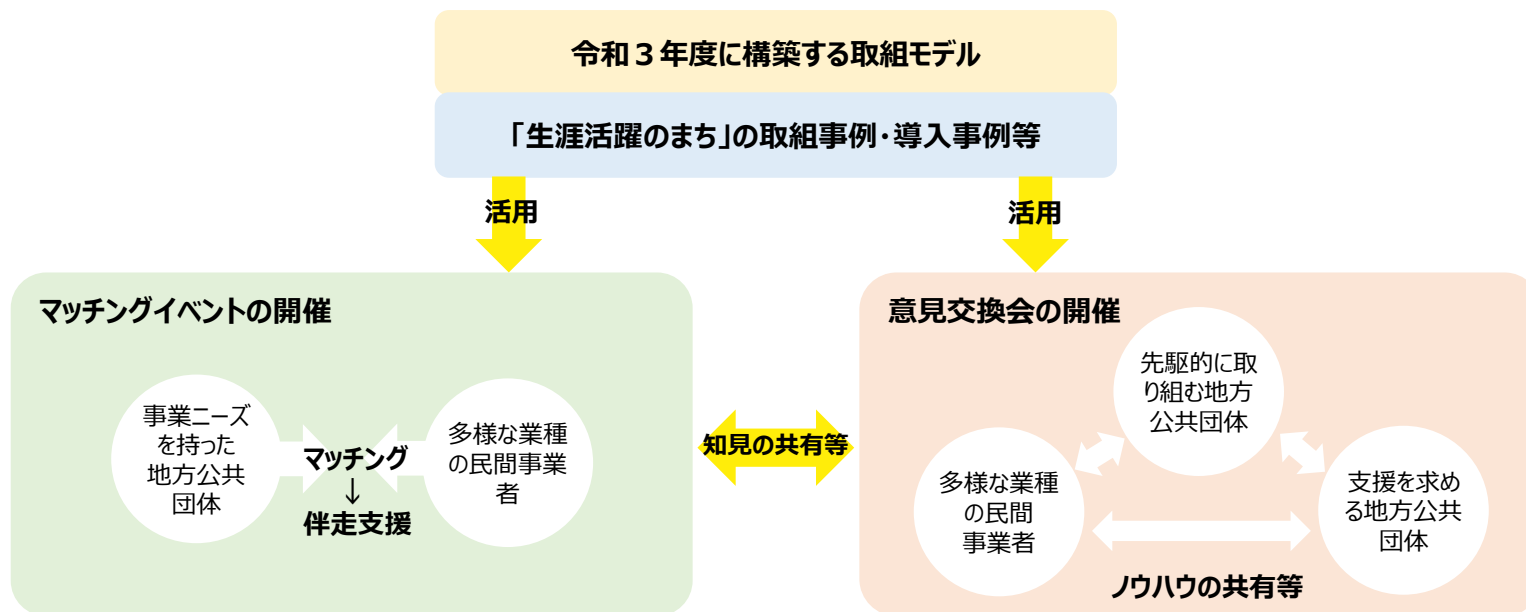 令和３年度に構築する取組モデル
「生涯活躍のまち」の取組事例・導入事例等
活用
活用
マッチングイベントの開催
事業ニーズ
を持った
地方公共
団体
マッチング
↓
伴走支援
多様な業種
の民間事業
者
知見の共有等
意見交換会の開催
先駆的に取
り組む地方
公共団体
多様な業種
の民間
事業者
支援を求め
る地方公共
団体
ノウハウの共有等